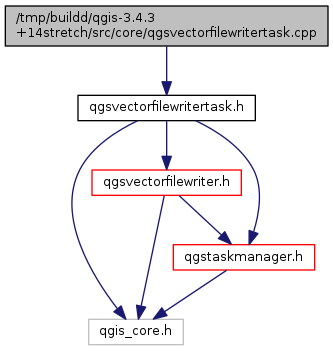 /tmp/buildd/qgis-3.4.3
+14stretch/src/core/qgsvectorfilewritertask.cpp
qgsvectorfilewritertask.h
qgsvectorfilewriter.h
qgstaskmanager.h
qgis_core.h